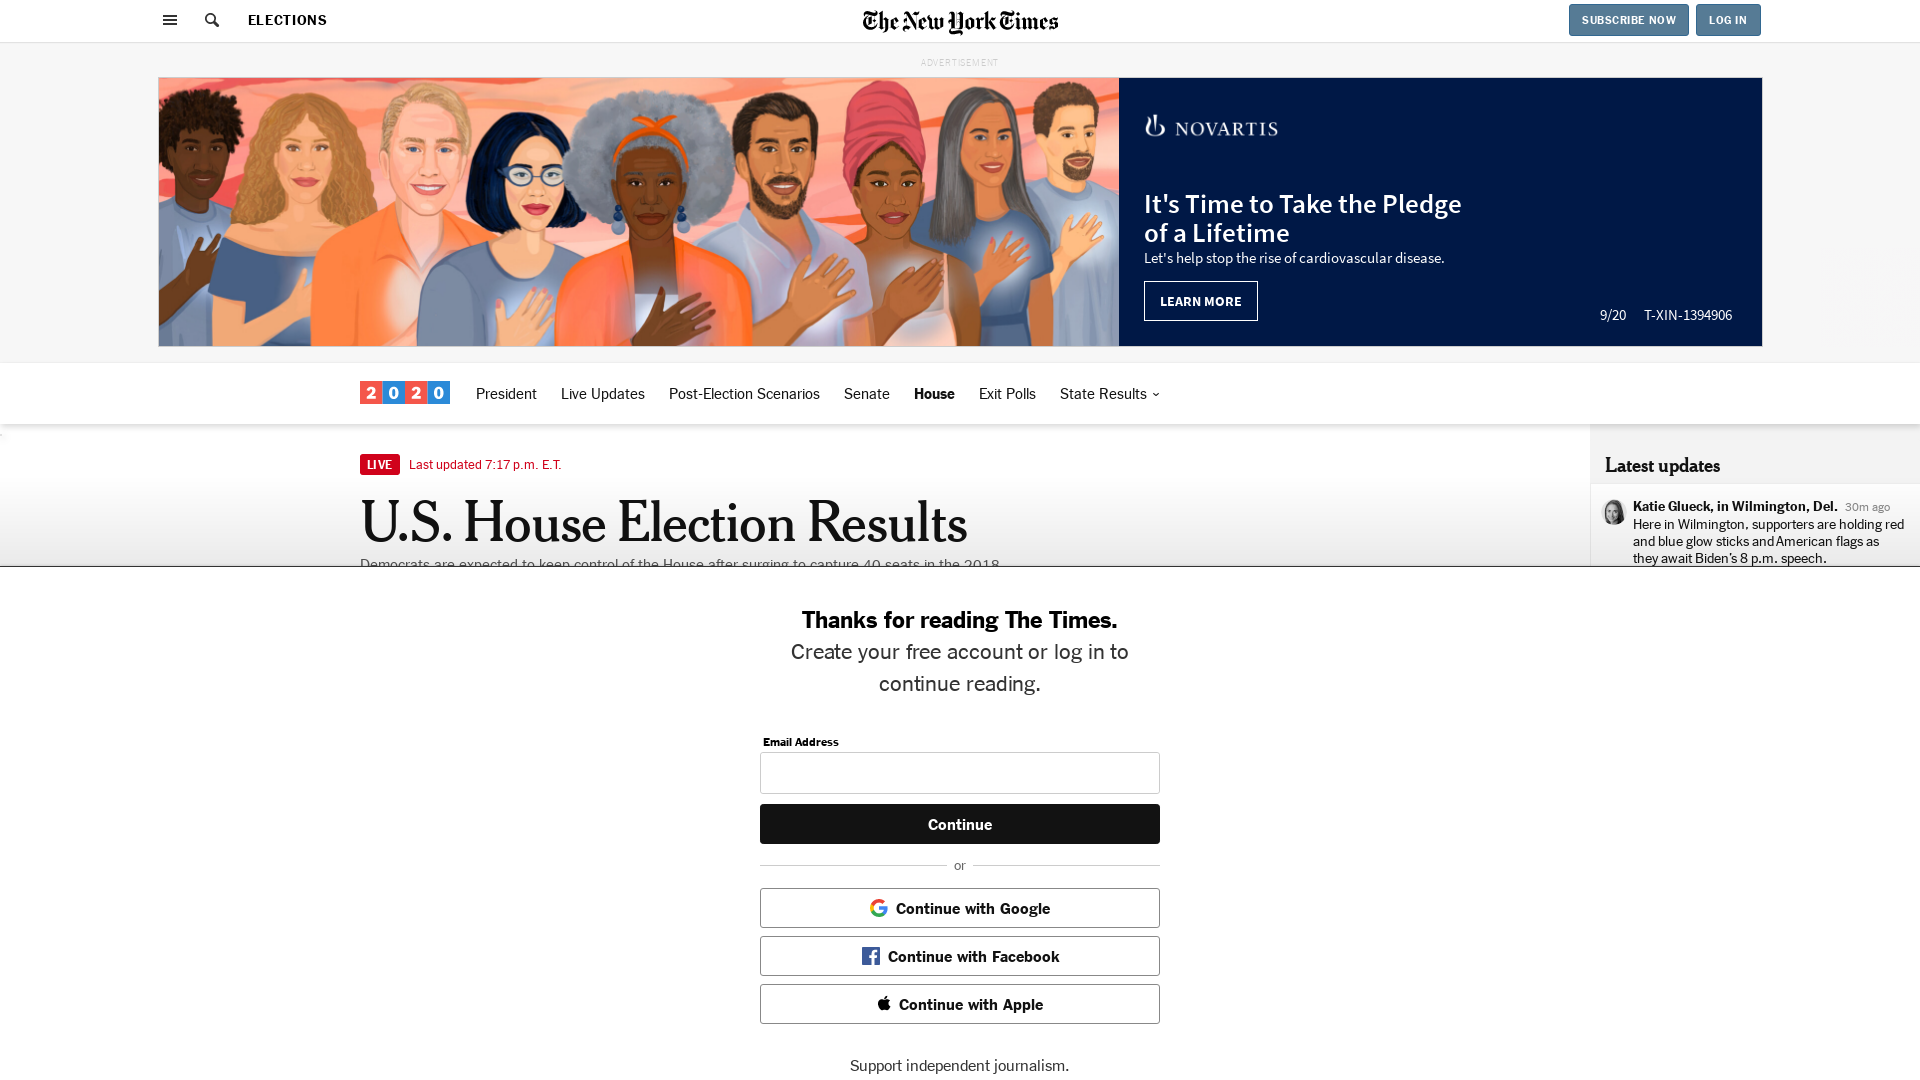 ELECTIONS
The New York Times
SUBSCRIBE NOW
LOG IN
ADVERTISEMENT
NOVARTIS
It's Time to Take the Pledge
of a Lifetime
Let's help stop the rise of cardiovascular disease.
LEARN MORE
9/20 T-XIN-1394906
2020
President
Live Updates
Post-Election Scenarios
Senate
House
Exit Polls
State Results
LIVE
Last updated 7:17 p.m. E.T.
U.S. House Election Results
Democrats are expected to keep control of the House after surging to capture 40 seats in the 2018
Latest updates
Katie Glueck, in Wilmington, Del. 30m ago
Here in Wilmington, supporters are holding red
and blue glow sticks and American flags as
they await Biden’s 8 p.m. speech.
Thanks for reading The Times.
Create your free account or log in to
continue reading.
Email Address
Continue
or
Continue with Google
Continue with Facebook
Continue with Apple
Support independent journalism.